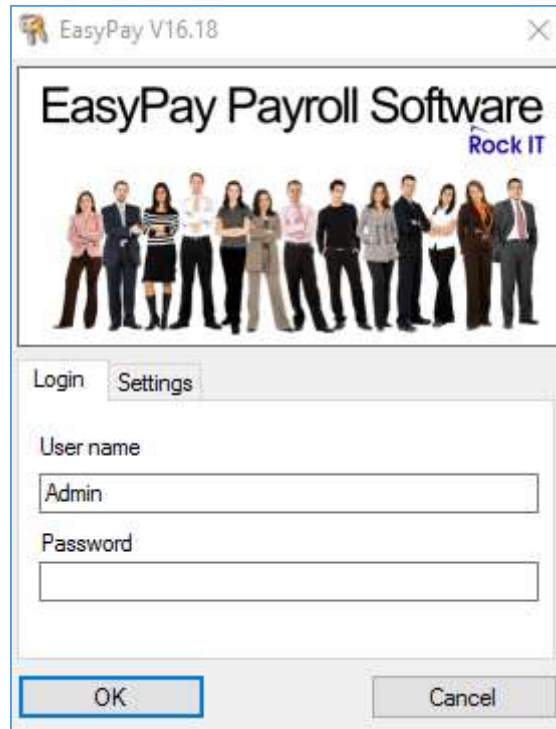 EasyPay V16.18
EasyPay Payroll Software
Rock IT
Login Settings
User name
Admin
Password
OK Cancel